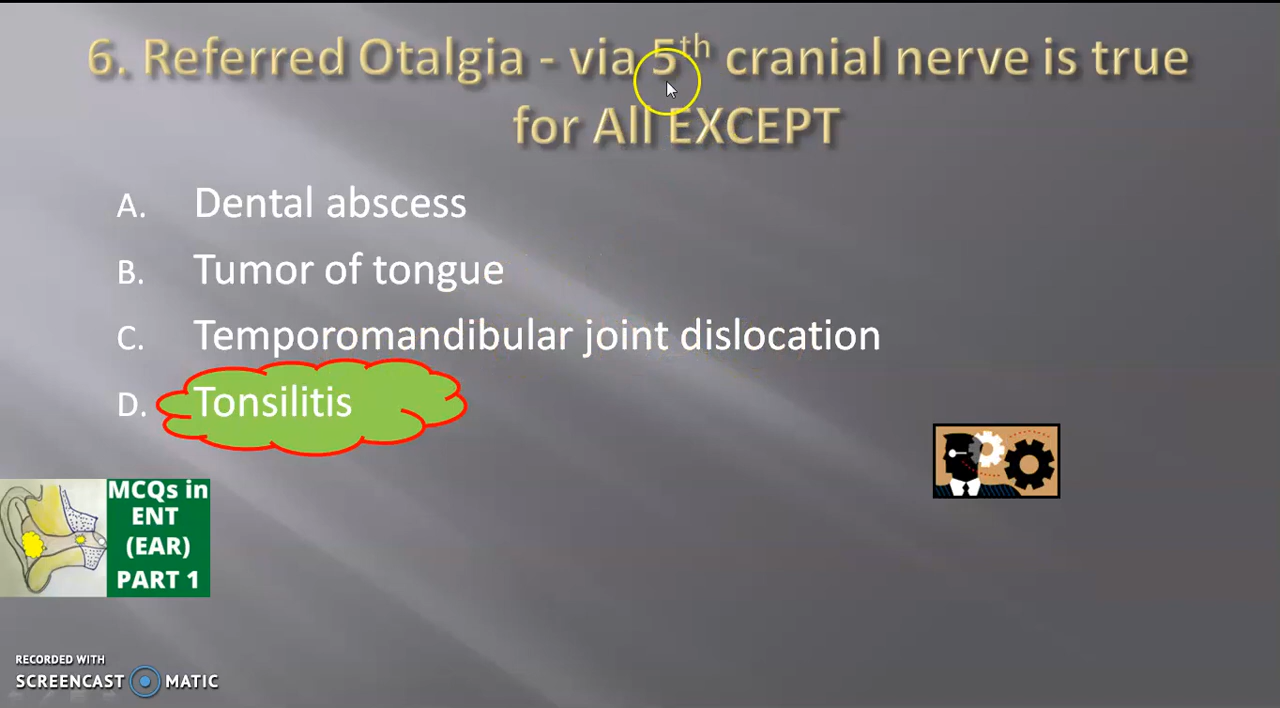 6. Referred Otalgia - via 5th cranial nerve is true
for All EXCEPT
A. Dental abscess
B. Tumor of tongue
C. Temporomandibular joint dislocation
D. Tonsilitis
MCQs in
ENT
(EAR)
PART 1
RECORDED WITH
SCREENCAST MATIC